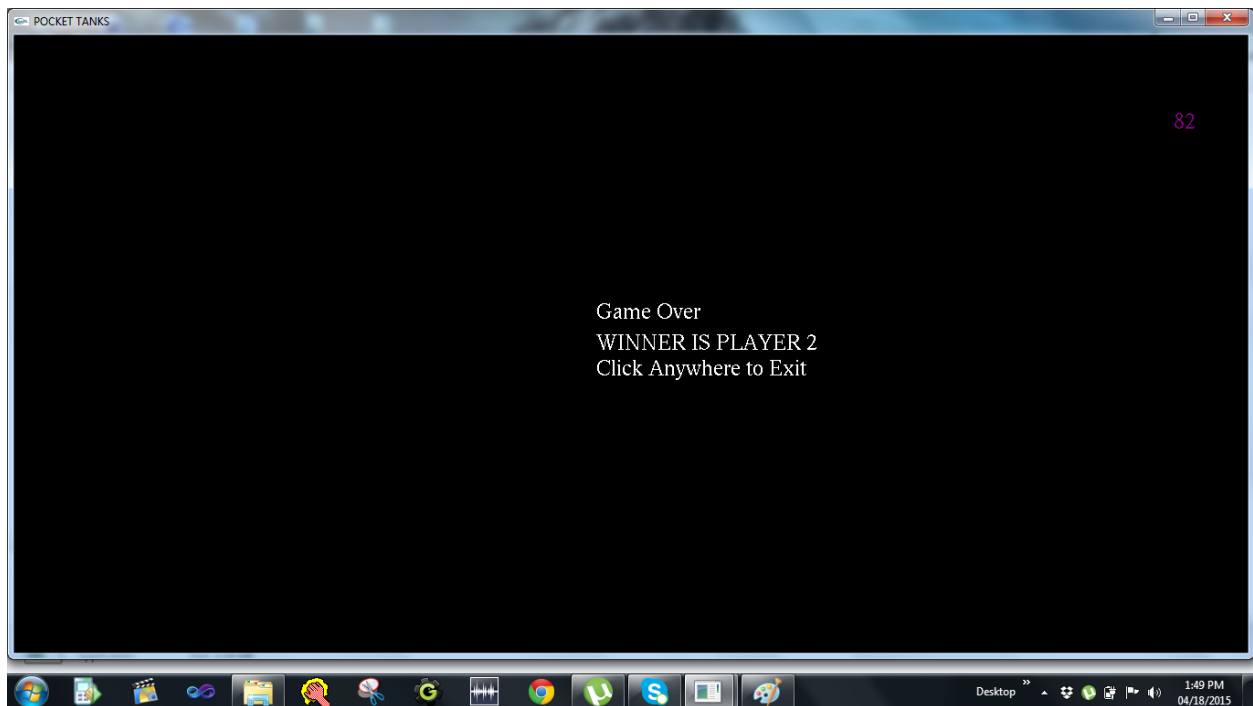 POCKET TANKS
82
Game Over
WINNER IS PLAYER 2
Click Anywhere to Exit
Desktop
1:49 PM
04/18/2015